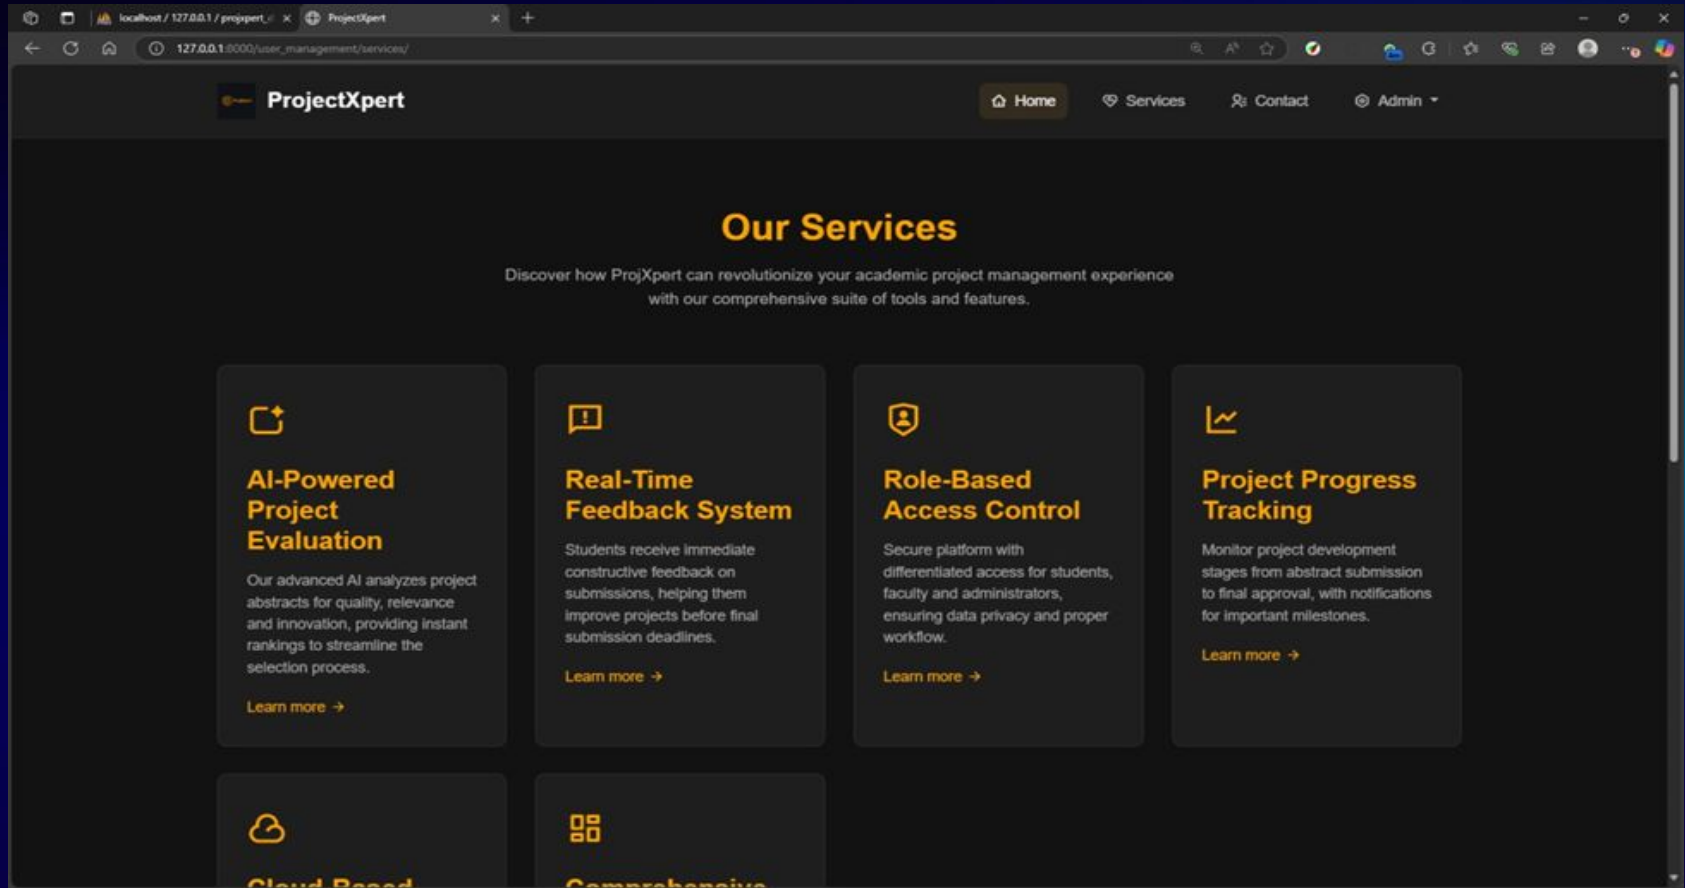 localhost / 127.0.0.1 / projxpert_d
ProjectXpert
127.0.0.1:8000/user_management/services/
ProjectXpert
Home
Services
Contact
Admin
Our Services
Discover how ProjXpert can revolutionize your academic project management experience
with our comprehensive suite of tools and features.
AI-Powered
Project
Evaluation
Our advanced AI analyzes project
abstracts for quality, relevance
and innovation, providing instant
rankings to streamline the
selection process.
Learn more →
Real-Time
Feedback System
Students receive immediate
constructive feedback on
submissions, helping them
improve projects before final
submission deadlines.
Learn more →
Role-Based
Access Control
Secure platform with
differentiated access for students,
faculty and administrators,
ensuring data privacy and proper
workflow.
Learn more →
Project Progress
Tracking
Monitor project development
stages from abstract submission
to final approval, with notifications
for important milestones.
Learn more →
Cloud-Based
Comprehensive